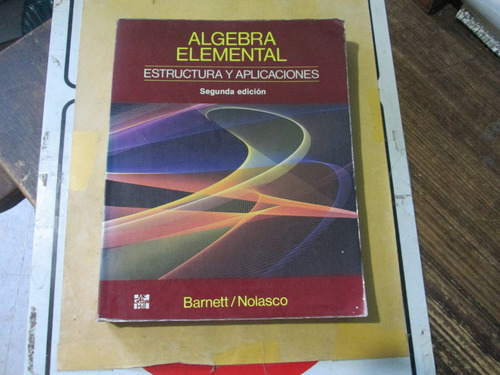 ALGEBRA
ELEMENTAL
ESTRUCTURA Y APLICACIONES
Segunda edición
Barnett/Nolasco